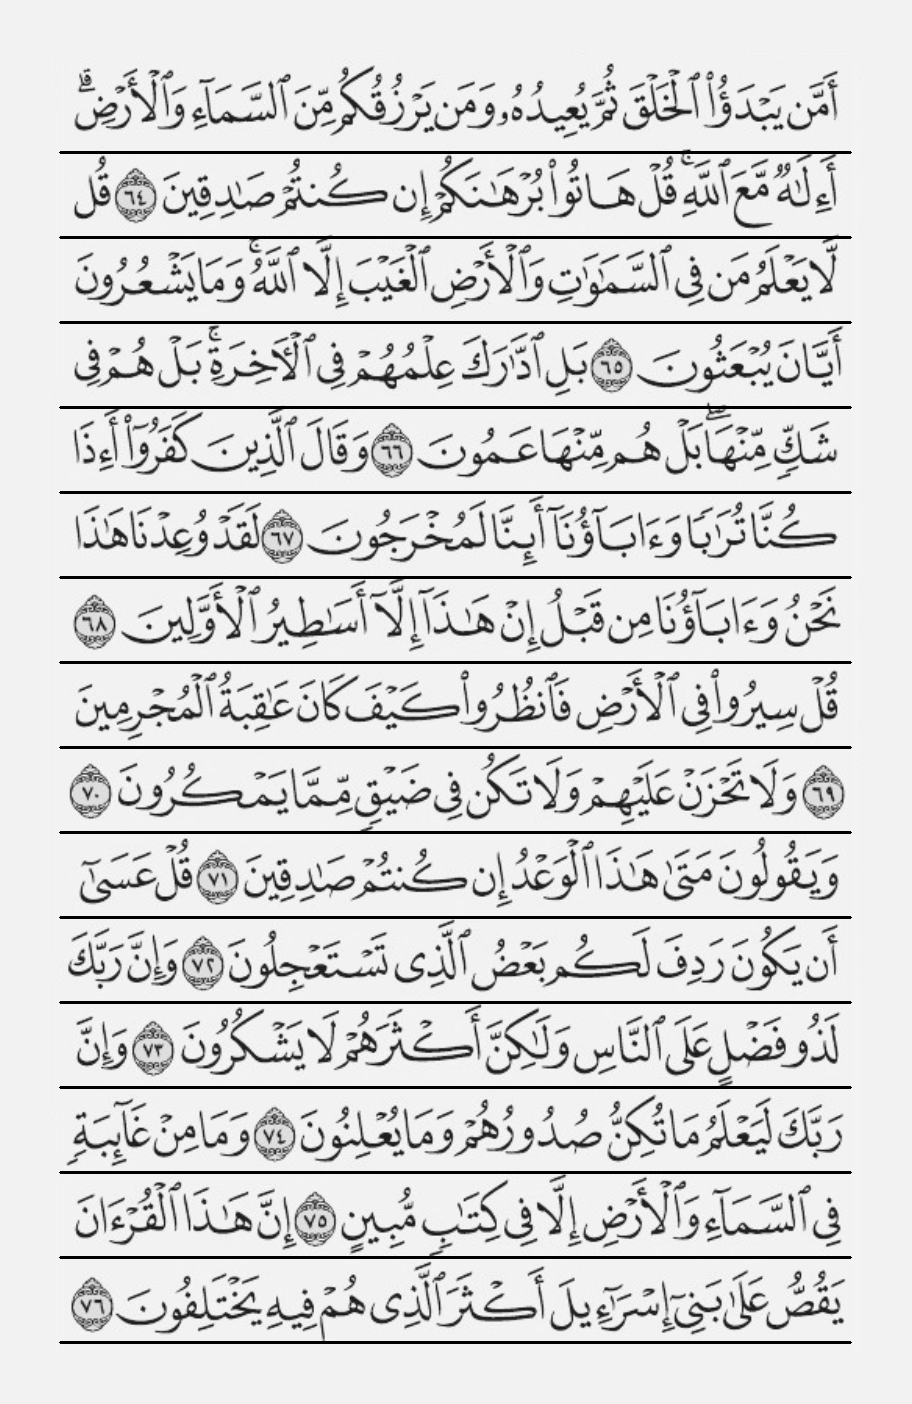 أَمَّن يَبْدَؤُا۟ ٱلْخَلْقَ ثُمَّ يُعِيدُهُۥ وَمَن يَرْزُقُكُم مِّنَ ٱلسَّمَآءِ وَٱلْأَرْضِ ۗ
أَءِلَـٰهٌ مَّعَ ٱللَّهِ ۚ قُلْ هَاتُوا۟ بُرْهَـٰنَكُمْ إِن كُنتُمْ صَـٰدِقِينَ ٦٤ قُل
لَّا يَعْلَمُ مَن فِى ٱلسَّمَـٰوَٰتِ وَٱلْأَرْضِ ٱلْغَيْبَ إِلَّا ٱللَّهُ ۚ وَمَا يَشْعُرُونَ
أَيَّانَ يُبْعَثُونَ ٦٥ بَلِ ٱدَّٰرَكَ عِلْمُهُمْ فِى ٱلْـَٔاخِرَةِ ۚ بَلْ هُمْ فِى
شَكٍّ مِّنْهَا ۖ بَلْ هُم مِّنْهَا عَمُونَ ٦٦ وَقَالَ ٱلَّذِينَ كَفَرُوٓا۟ أَءِذَا
كُنَّا تُرَٰبًا وَءَابَآؤُنَآ أَئِنَّا لَمُخْرَجُونَ ٦٧ لَقَدْ وُعِدْنَا هَـٰذَا
نَحْنُ وَءَابَآؤُنَا مِن قَبْلُ إِنْ هَـٰذَآ إِلَّآ أَسَـٰطِيرُ ٱلْأَوَّلِينَ ٦٨
قُلْ سِيرُوا۟ فِى ٱلْأَرْضِ فَٱنظُرُوا۟ كَيْفَ كَانَ عَـٰقِبَةُ ٱلْمُجْرِمِينَ
٦٩ وَلَا تَحْزَنْ عَلَيْهِمْ وَلَا تَكُن فِى ضَيْقٍ مِّمَّا يَمْكُرُونَ ٧٠
وَيَقُولُونَ مَتَىٰ هَـٰذَا ٱلْوَعْدُ إِن كُنتُمْ صَـٰدِقِينَ ٧١ قُلْ عَسَىٰٓ
أَن يَكُونَ رَدِفَ لَكُم بَعْضُ ٱلَّذِى تَسْتَعْجِلُونَ ٧٢ وَإِنَّ رَبَّكَ
لَذُو فَضْلٍ عَلَى ٱلنَّاسِ وَلَـٰكِنَّ أَكْثَرَهُمْ لَا يَشْكُرُونَ ٧٣ وَإِنَّ
رَبَّكَ لَيَعْلَمُ مَا تُكِنُّ صُدُورُهُمْ وَمَا يُعْلِنُونَ ٧٤ وَمَا مِنْ غَآئِبَةٍ
فِى ٱلسَّمَآءِ وَٱلْأَرْضِ إِلَّا فِى كِتَـٰبٍ مُّبِينٍ ٧٥ إِنَّ هَـٰذَا ٱلْقُرْءَانَ
يَقُصُّ عَلَىٰ بَنِىٓ إِسْرَٰٓءِيلَ أَكْثَرَ ٱلَّذِى هُمْ فِيهِ يَخْتَلِفُونَ ٧٦